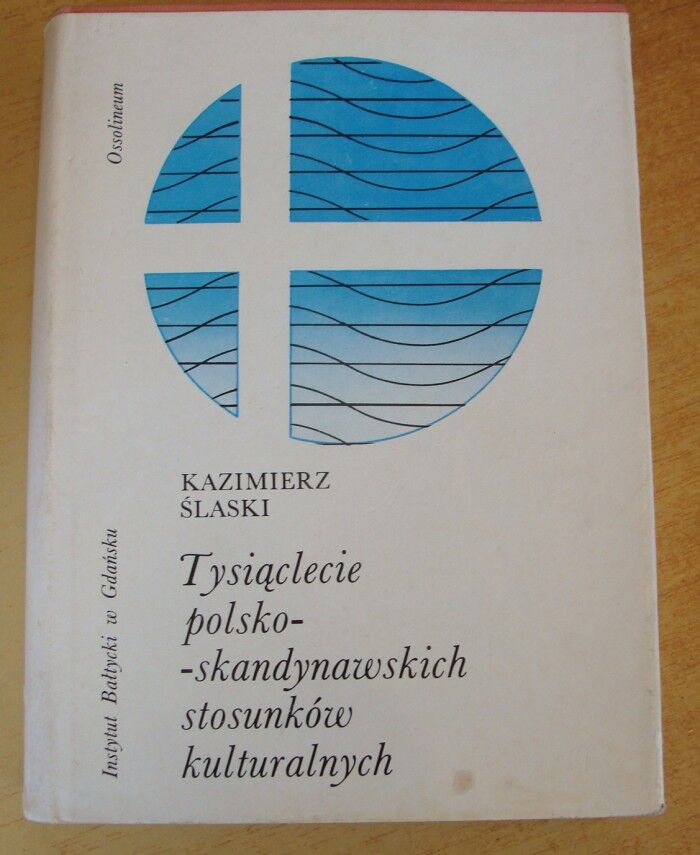 Ossolineum
KAZIMIERZ
ŚLASKI
Tysiąclecie
polsko-
-skandynawskich
stosunków
kulturalnych
Instytut Bałtycki w Gdańsku